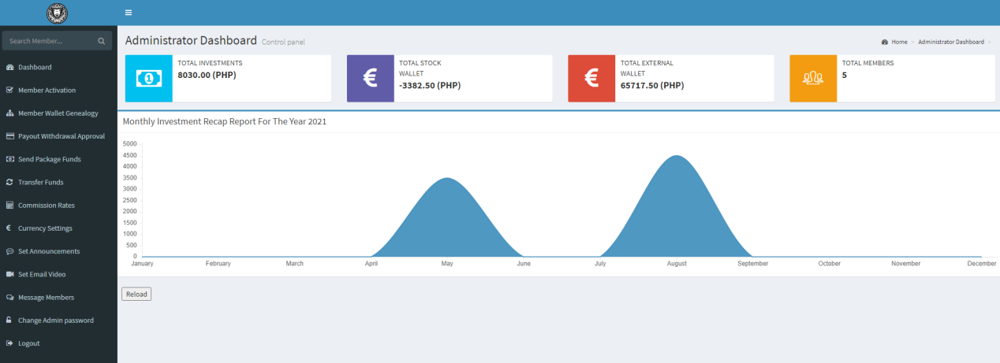 Search Member...
Dashboard
Member Activation
Member Wallet Genealogy
Payout Withdrawal Approval
Send Package Funds
Transfer Funds
Commission Rates
Currency Settings
Set Announcements
Set Email Video
Message Members
Change Admin password
Logout
Administrator Dashboard Control panel
Home > Administrator Dashboard >
TOTAL INVESTMENTS
8030.00 (PHP)
TOTAL STOCK
WALLET
-3382.50 (PHP)
TOTAL EXTERNAL
WALLET
65717.50 (PHP)
TOTAL MEMBERS
5
Monthly Investment Recap Report For The Year 2021
5000
4500
4000
3500
3000
2500
2000
1500
1000
500
0
January February March April May June July August September October November December
Reload